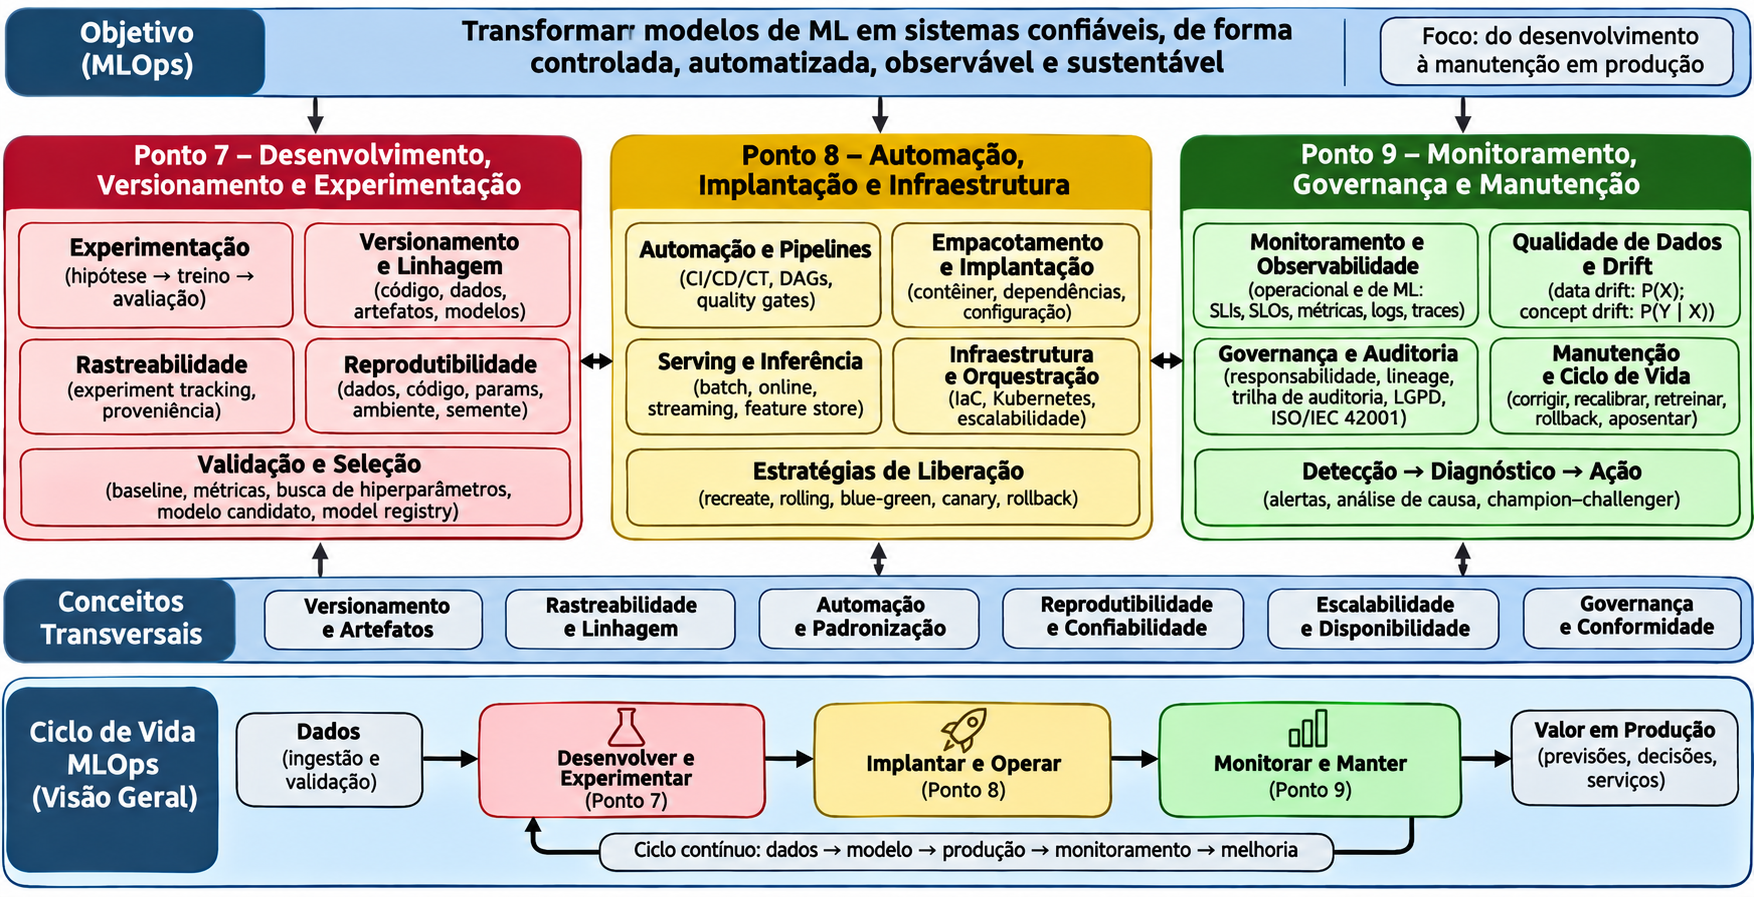 Objetivo
(MLOps)
Transformarr modelos de ML em sistemas confiáveis, de forma
controlada, automatizada, observável e sustentável
Foco: do desenvolvimento
à manutenção em produção
Ponto 7 – Desenvolvimento,
Versionamento e Experimentação
Experimentação
(hipótese → treino →
avaliação)
Versionamento
e Linhagem
(código, dados,
artefatos, modelos)
Rastreabilidade
(experiment tracking,
proveniência)
Reprodutibilidade
(dados, código, params,
ambiente, semente)
Validação e Seleção
(baseline, métricas, busca de hiperparâmetros,
modelo candidato, model registry)
Ponto 8 – Automação,
Implantação e Infraestrutura
Automação e Pipelines
(CI/CD/CT, DAGs,
quality gates)
Empacotamento
e Implantação
(contêiner, dependências,
configuração)
Serving e Inferência
(batch, online,
streaming, feature store)
Infraestrutura
e Orquestração
(IaC, Kubernetes,
escalabilidade)
Estratégias de Liberação
(recreate, rolling, blue-green, canary, rollback)
Ponto 9 – Monitoramento,
Governança e Manutenção
Monitoramento e
Observabilidade
(operacional e de ML:
SLIs, SLOs, métricas, logs, traces)
Qualidade de Dados
e Drift
(data drift: P(X);
concept drift: P(Y | X))
Governança e Auditoria
(responsabilidade, lineage,
trilha de auditoria, LGPD,
ISO/IEC 42001)
Manutenção
e Ciclo de Vida
(corrigir, recalibrar, retreinar,
rollback, aposentar)
Detecção → Diagnóstico → Ação
(alertas, análise de causa, champion–challenger)
Conceitos
Transversais
Versionamento
e Artefatos
Rastreabilidade
e Linhagem
Automação
e Padronização
Reprodutibilidade
e Confiabilidade
Escalabilidade
e Disponibilidade
Governança
e Conformidade
Ciclo de Vida
MLOps
(Visão Geral)
Dados
(ingestão e
validação)
Desenvolver e
Experimentar
(Ponto 7)
Implantar e Operar
(Ponto 8)
Monitorar e Manter
(Ponto 9)
Valor em Produção
(previsões, decisões,
serviços)
Ciclo contínuo: dados → modelo → produção → monitoramento → melhoria